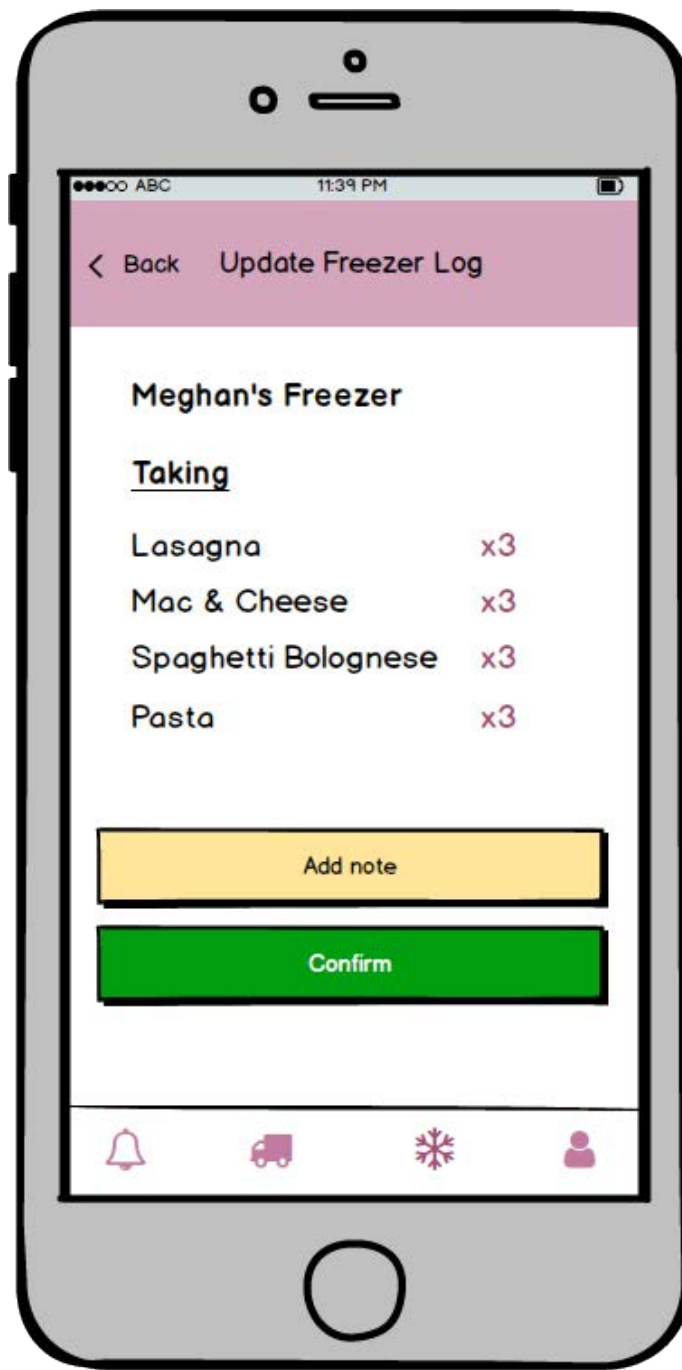 ABC 11:39 PM
Back Update Freezer Log
Meghan's Freezer
Taking
Lasagna x3
Mac & Cheese x3
Spaghetti Bolognese x3
Pasta x3
Add note
Confirm